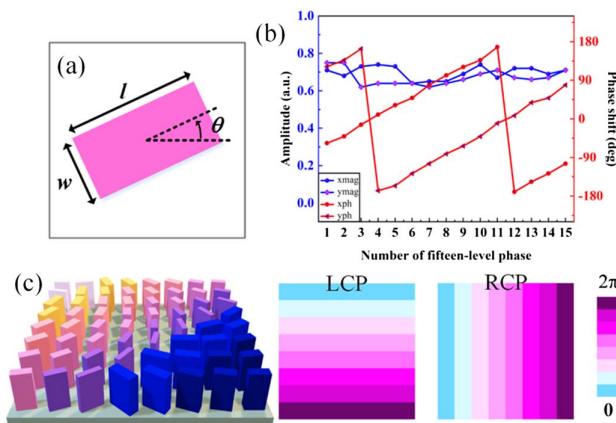 (a)
l
θ
w
(b)
Amplitude (a.u.)
1.0
0.8
0.6
0.4
0.2
0.0
xmag
ymag
xph
yph
180
90
0
-90
-180
Phase shift (deg)
1 2 3 4 5 6 7 8 9 10 11 12 13 14 15
Number of fifteen-level phase
(c)
LCP
RCP
2π
0